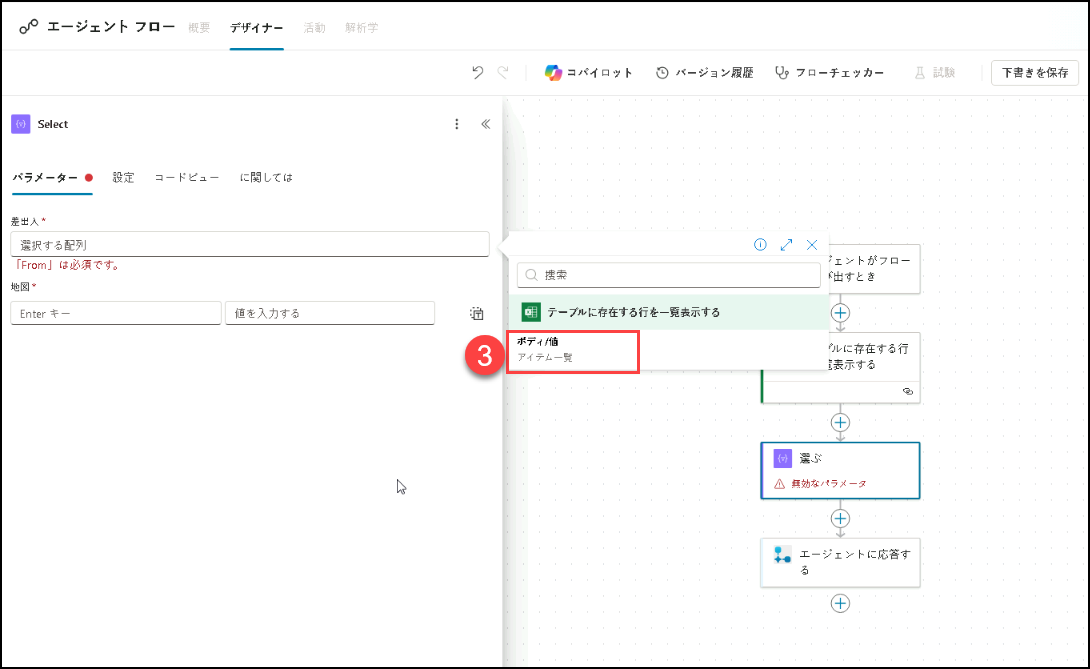 エージェント フロー 概要 デザイナー 活動 解析学
コパイロット バージョン履歴 フローチェッカー 試験 下書きを保存
Select
パラメーター 設定 コードビュー に関しては
差出人*
選択する配列
「From」は必須です。
地図*
Enter キー 値を入力する
捜索
テーブルに存在する行を一覧表示する
ボディ/値
アイテム一覧
3
ジェントがフロー
び出すとき
ブルに存在する行
覧表示する
選ぶ
無効なパラメータ
エージェントに応答す
る